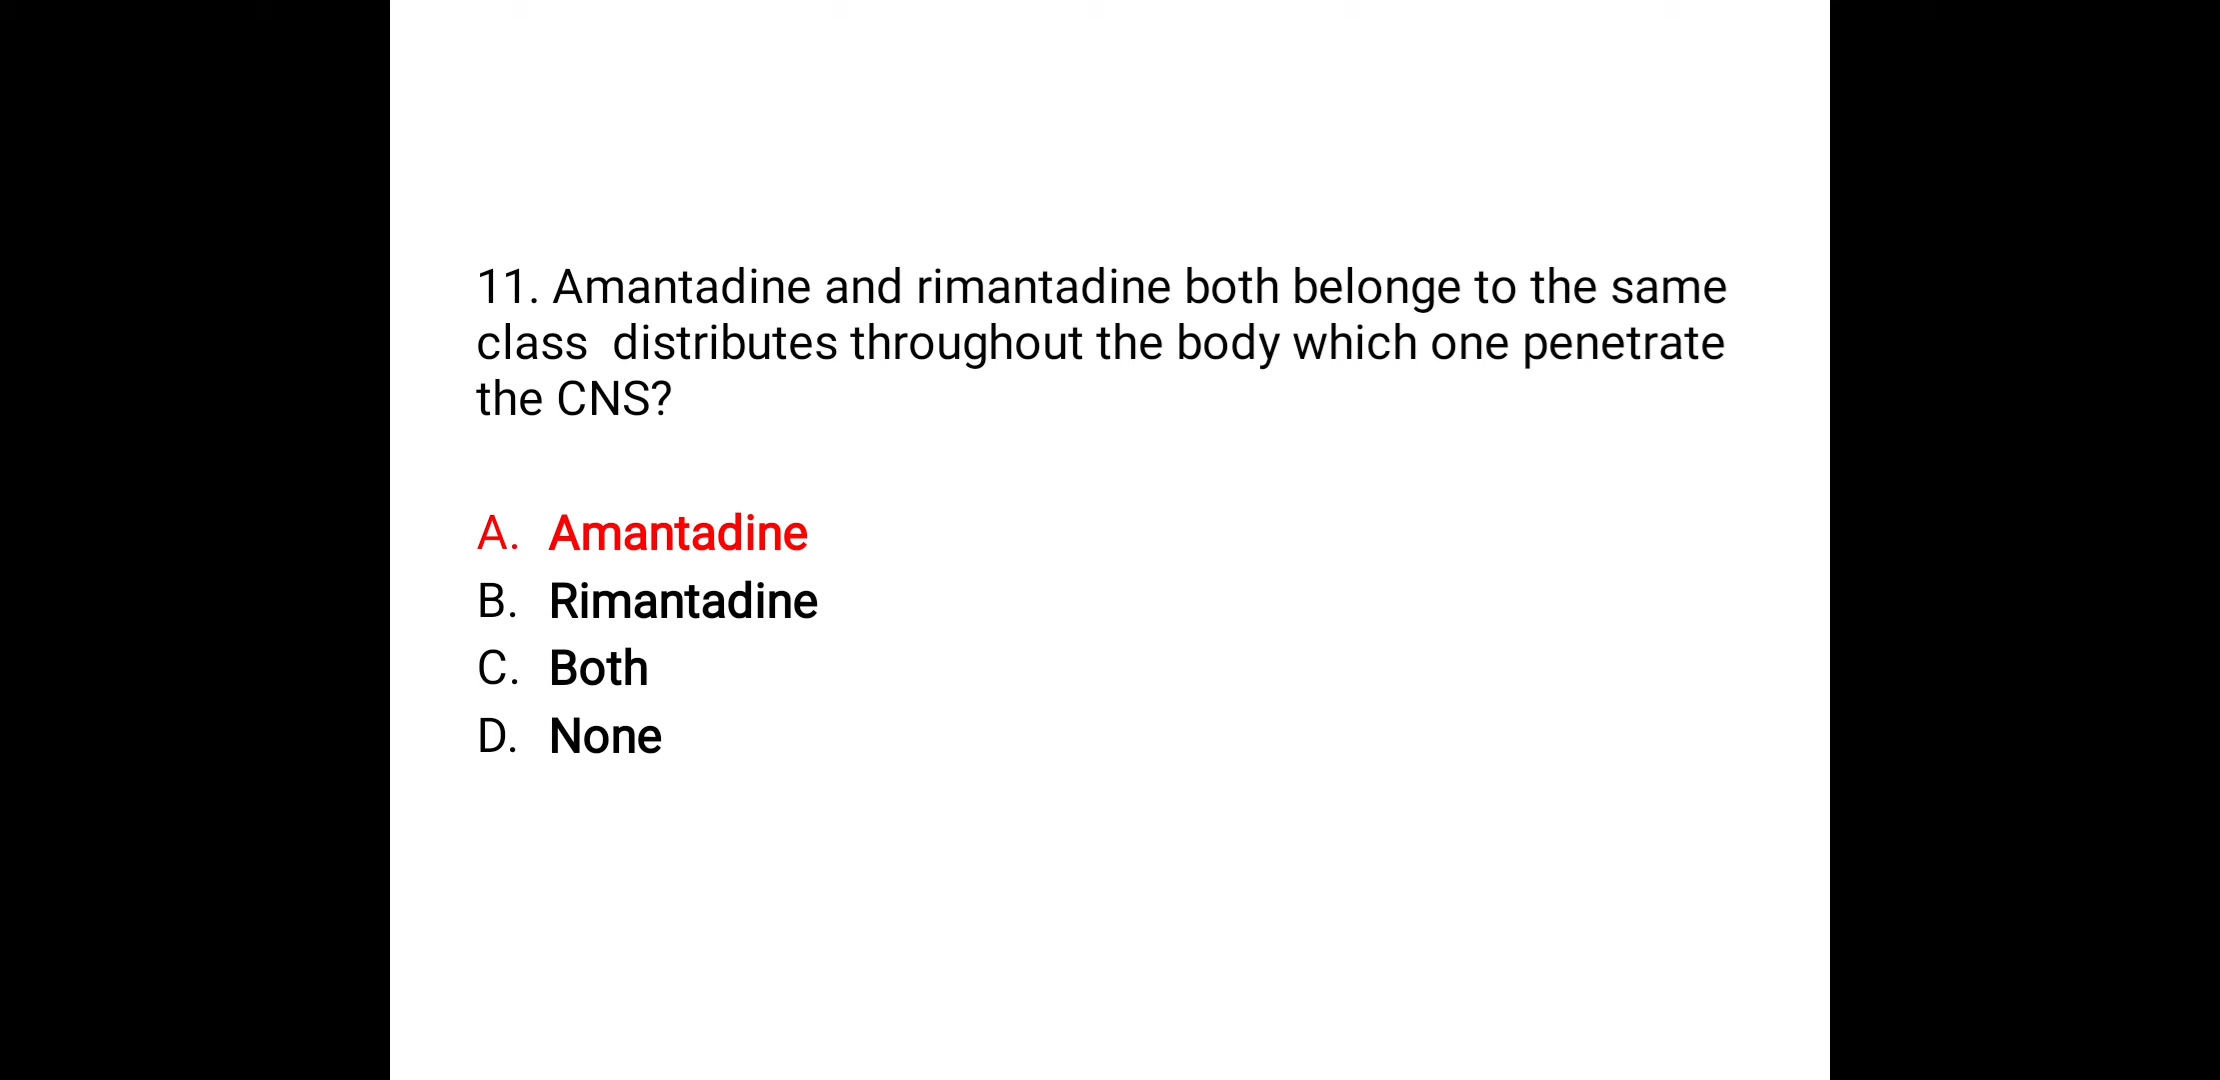 11. Amantadine and rimantadine both belonge to the same
class  distributes throughout the body which one penetrate
the CNS?
A. Amantadine
B. Rimantadine
C. Both
D. None